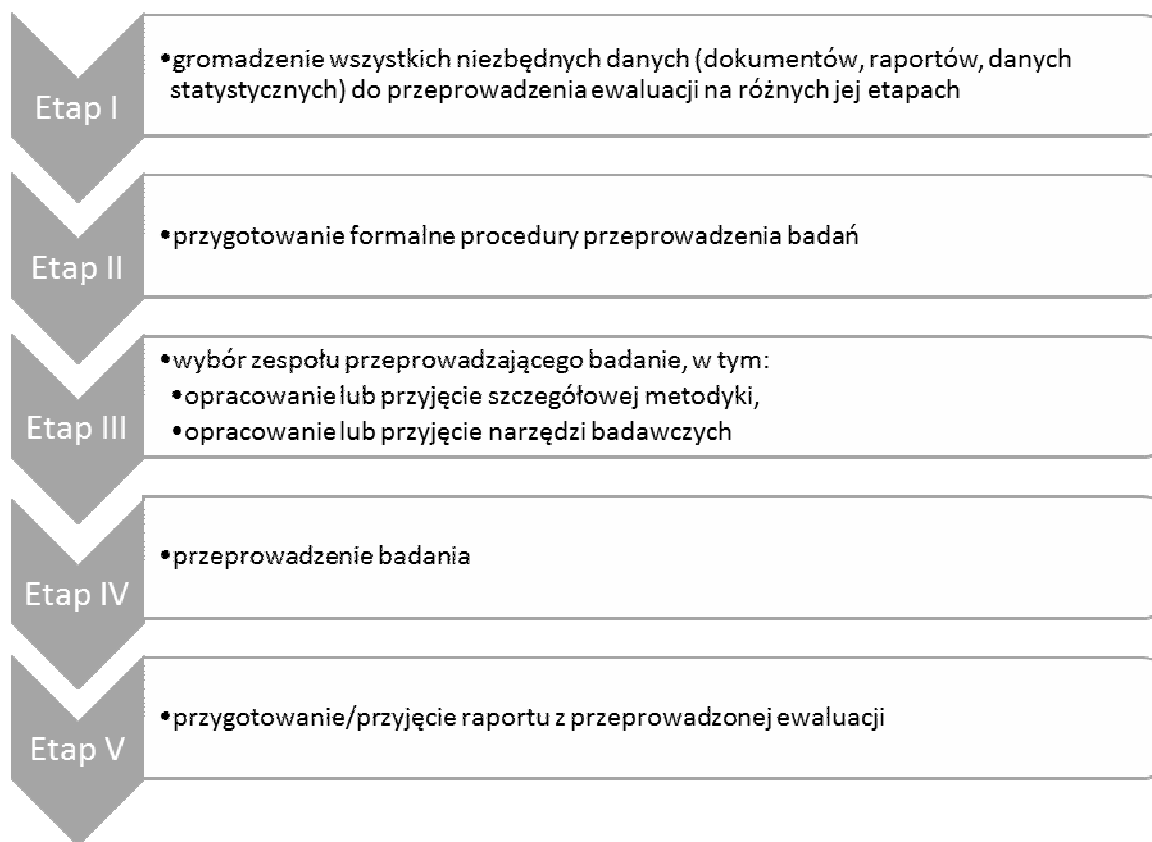 Etap I
•gromadzenie wszystkich niezbędnych danych (dokumentów, raportów, danych
statystycznych) do przeprowadzenia ewaluacji na różnych jej etapach
Etap II
•przygotowanie formalne procedury przeprowadzenia badań
Etap III
•wybór zespołu przeprowadzającego badanie, w tym:
•opracowanie lub przyjęcie szczegółowej metodyki,
•opracowanie lub przyjęcie narzędzi badawczych
Etap IV
•przeprowadzenie badania
Etap V
•przygotowanie/przyjęcie raportu z przeprowadzonej ewaluacji